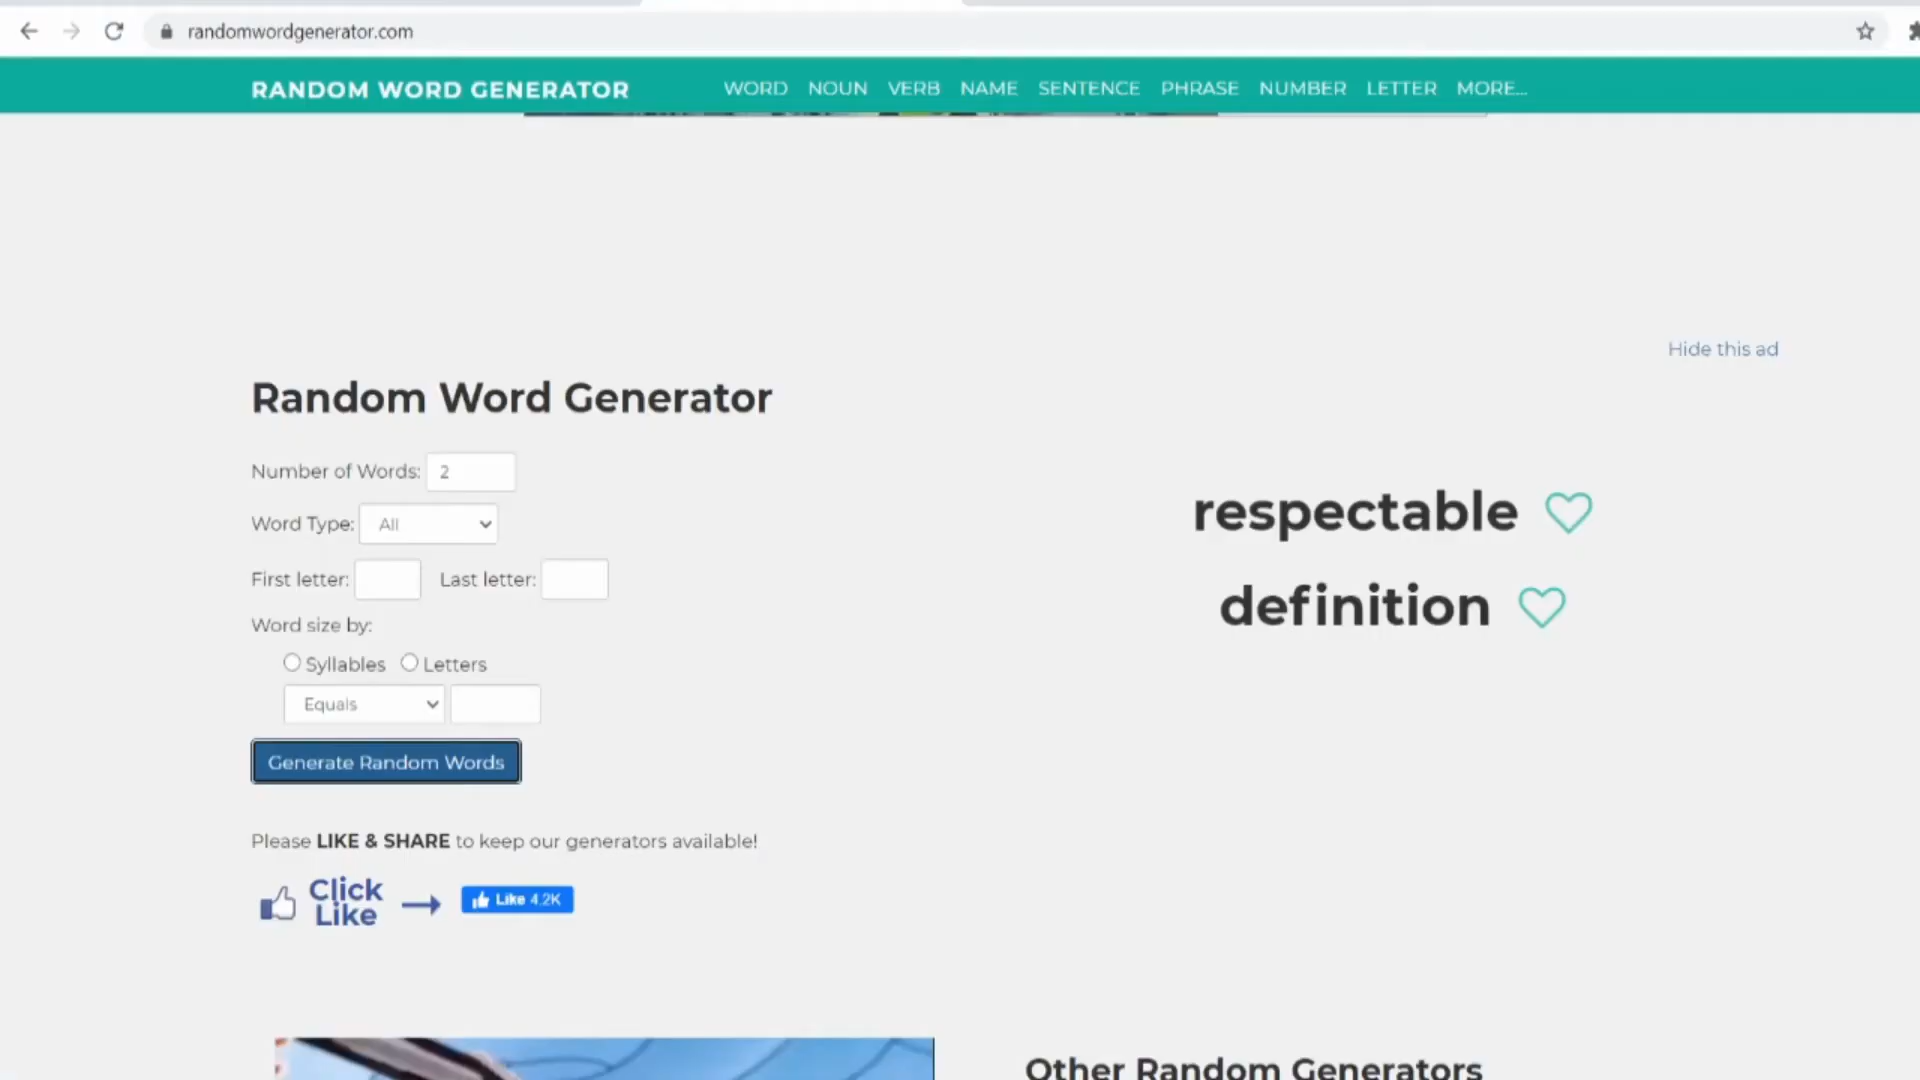 randomwordgenerator.com
RANDOM WORD GENERATOR WORD NOUN VERB NAME SENTENCE PHRASE NUMBER LETTER MORE...
Hide this ad
Random Word Generator
Number of Words: 2
Word Type: All
First letter: Last letter:
Word size by:
Syllables Letters
Equals
Generate Random Words
respectable
definition
Please LIKE & SHARE to keep our generators available!
Click
Like
Like 4.2K
Other Random Generators